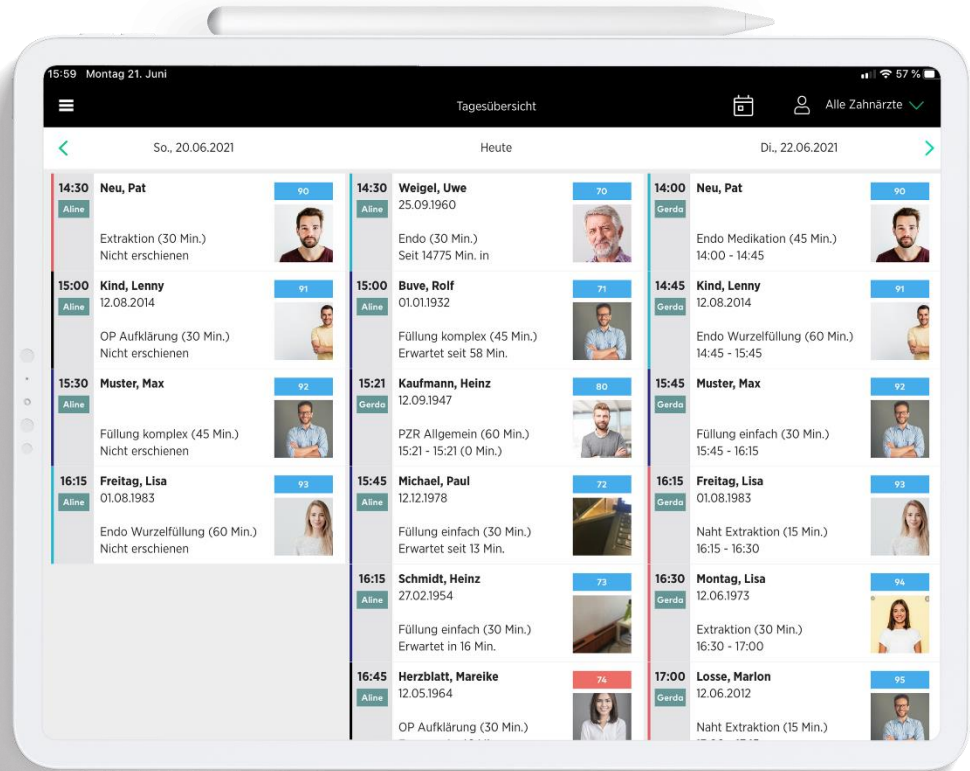 15:59 Montag 21. Juni
57 %
Tagesübersicht
Alle Zahnärzte
So., 20.06.2021
Heute
Di., 22.06.2021
14:30 Neu, Pat
90
Aline
Extraktion (30 Min.)
Nicht erschienen
15:00 Kind, Lenny
91
Aline
12.08.2014
OP Aufklärung (30 Min.)
Nicht erschienen
15:30 Muster, Max
92
Aline
Füllung komplex (45 Min.)
Nicht erschienen
16:15 Freitag, Lisa
93
Aline
01.08.1983
Endo Wurzelfüllung (60 Min.)
Nicht erschienen
14:30 Weigel, Uwe
70
Aline
25.09.1960
Endo (30 Min.)
Seit 14775 Min. in
15:00 Buve, Rolf
71
Aline
01.01.1932
Füllung komplex (45 Min.)
Erwartet seit 58 Min.
15:21 Kaufmann, Heinz
80
Gerda
12.09.1947
PZR Allgemein (60 Min.)
15:21 - 15:21 (0 Min.)
15:45 Michael, Paul
72
Aline
12.12.1978
Füllung einfach (30 Min.)
Erwartet seit 13 Min.
16:15 Schmidt, Heinz
73
Aline
27.02.1954
Füllung einfach (30 Min.)
Erwartet in 16 Min.
16:45 Herzblatt, Mareike
74
Aline
12.05.1964
OP Aufklärung (30 Min.)
14:00 Neu, Pat
90
Gerda
Endo Medikation (45 Min.)
14:00 - 14:45
14:45 Kind, Lenny
91
Gerda
12.08.2014
Endo Wurzelfüllung (60 Min.)
14:45 - 15:45
15:45 Muster, Max
92
Gerda
Füllung einfach (30 Min.)
15:45 - 16:15
16:15 Freitag, Lisa
93
Gerda
01.08.1983
Naht Extraktion (15 Min.)
16:15 - 16:30
16:30 Montag, Lisa
94
Gerda
12.06.1973
Extraktion (30 Min.)
16:30 - 17:00
17:00 Losse, Marlon
95
Gerda
12.06.2012
Naht Extraktion (15 Min.)